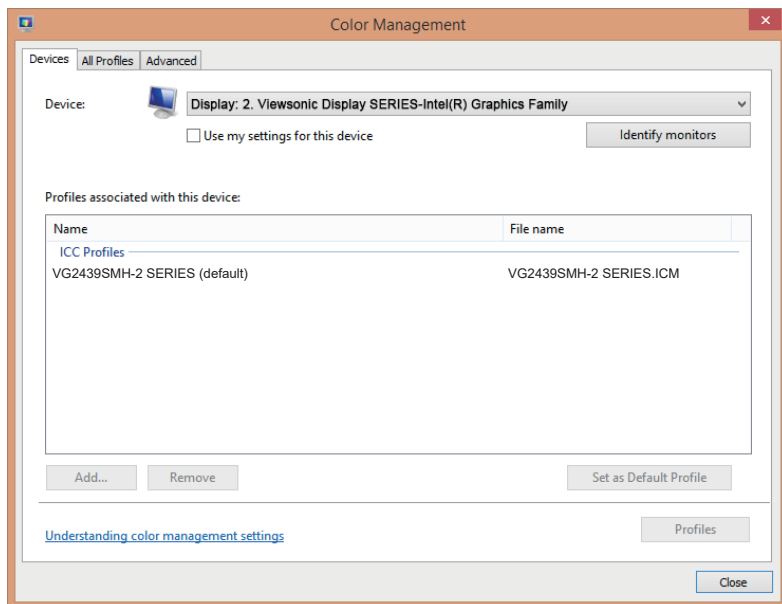 Color Management
Devices All Profiles Advanced
Device: Display: 2. Viewsonic Display SERIES-Intel(R) Graphics Family
Use my settings for this device Identify monitors
Profiles associated with this device:
Name File name
ICC Profiles
VG2439SMH-2 SERIES (default) VG2439SMH-2 SERIES.ICM
Add... Remove Set as Default Profile
Understanding color management settings Profiles
Close